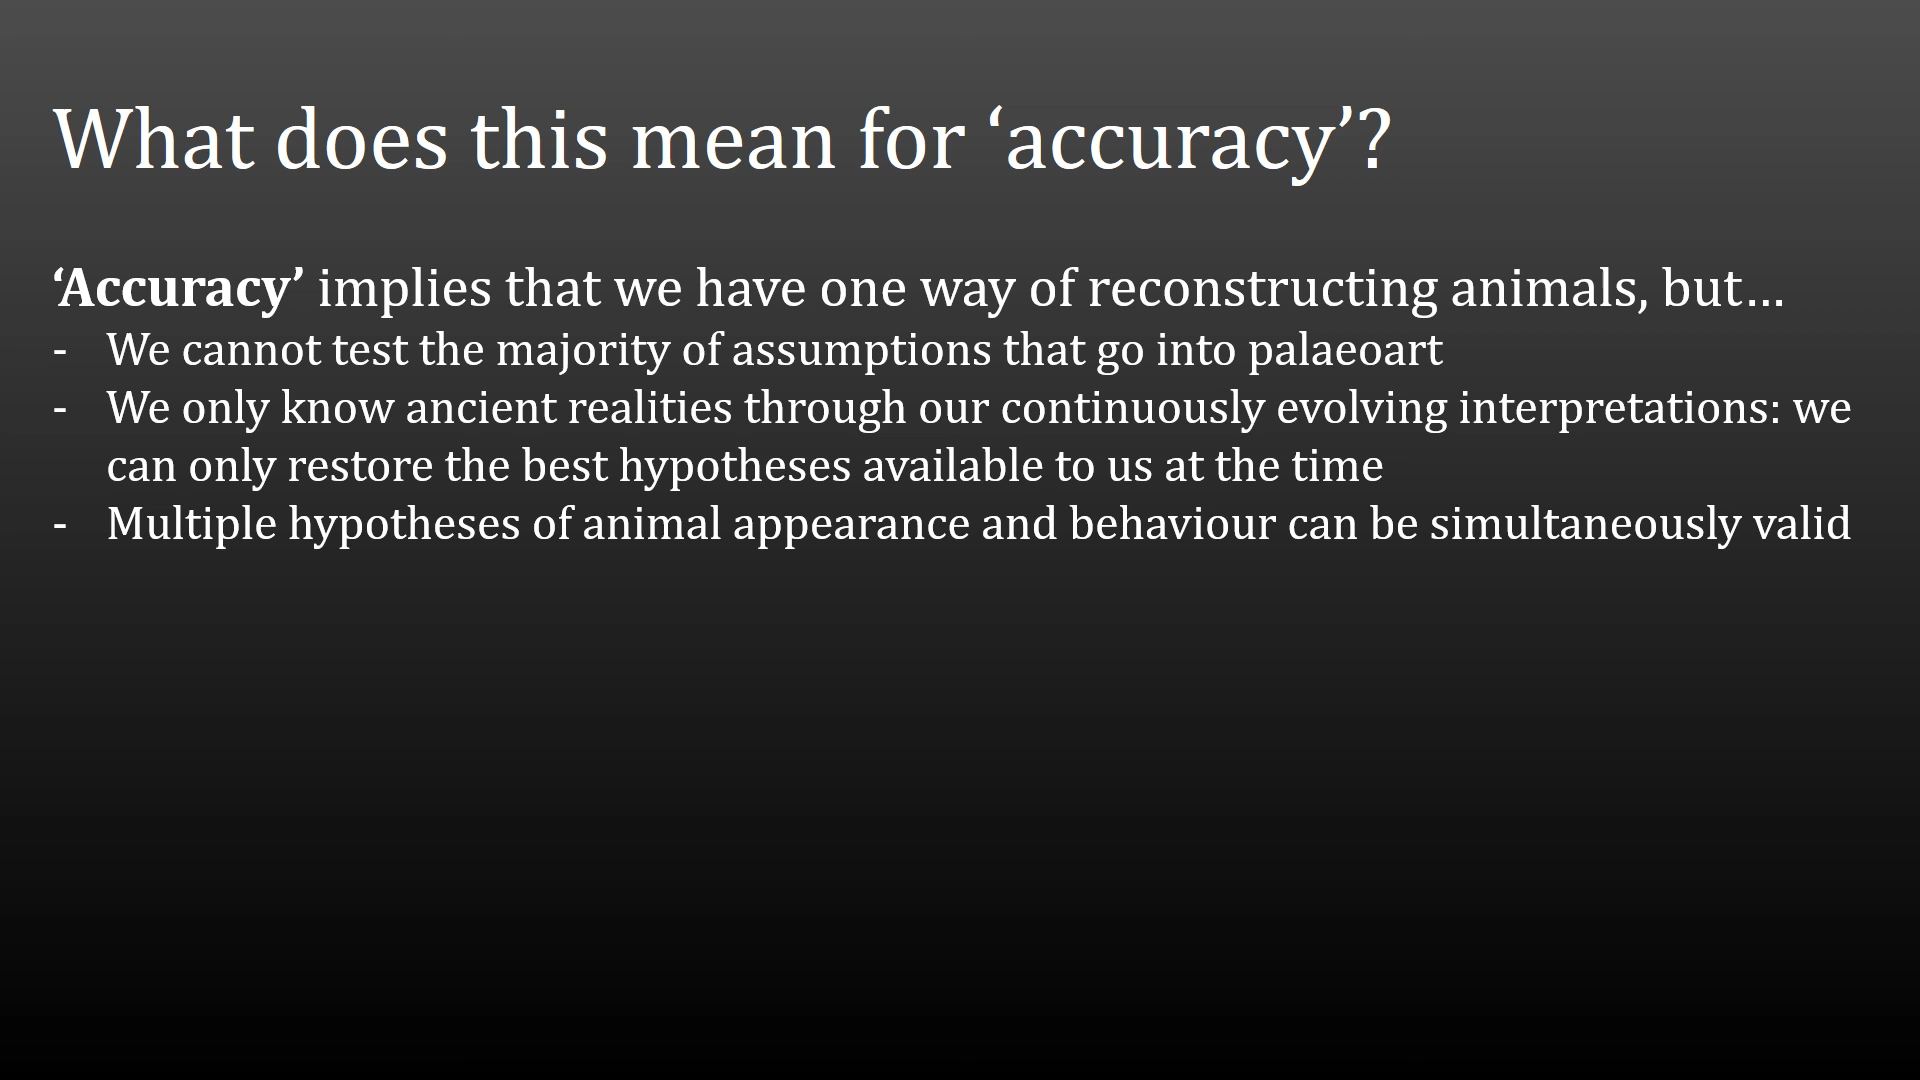 What does this mean for ‘accuracy’?
‘Accuracy’ implies that we have one way of reconstructing animals, but…
- We cannot test the majority of assumptions that go into palaeoart
- We only know ancient realities through our continuously evolving interpretations: we
can only restore the best hypotheses available to us at the time
- Multiple hypotheses of animal appearance and behaviour can be simultaneously valid